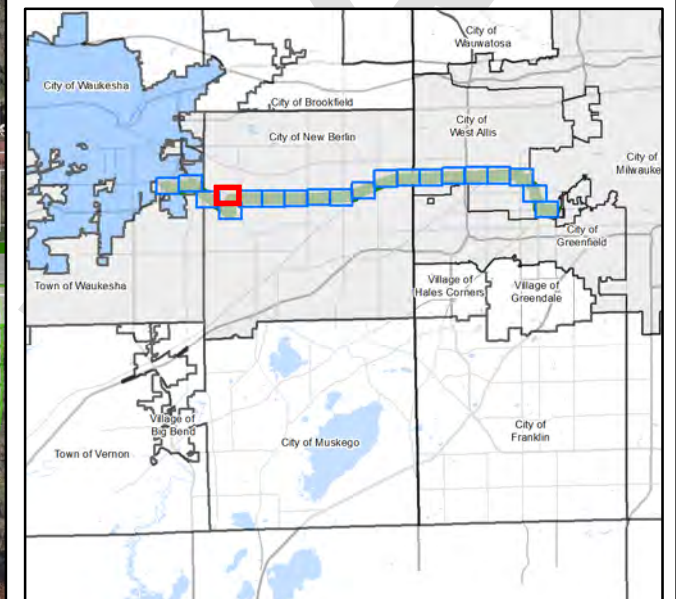 City of
Wauwatosa
City of Waukesha
City of Brookfield
City of New Berlin
City of
West Allis
City of
Milwauke
City of
Greenfield
Town of Waukesha
Village of
Hales Corners
Village of
Greendale
Village of
Big Bend
Town of Vernon
City of Muskego
City of
Franklin